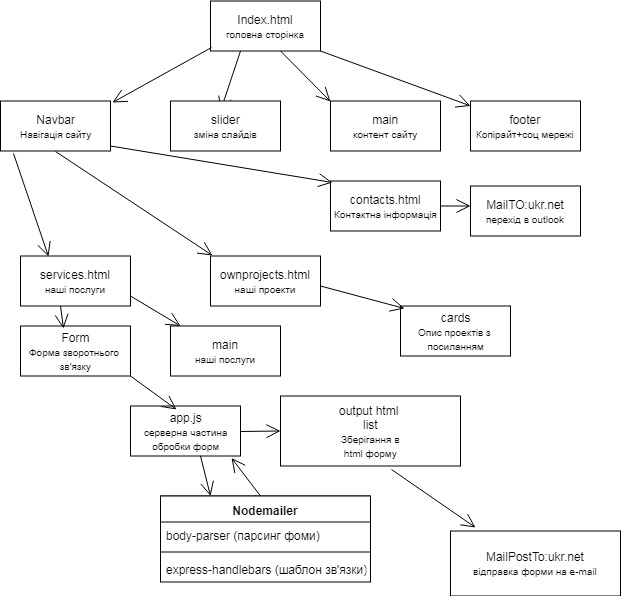 Index.html
головна сторінка
Navbar
Навігація сайту
slider
зміна слайдів
main
контент сайту
footer
Копірайт+соц мережі
contacts.html
Контактна інформація
MailTO:ukr.net
перехід в outlook
services.html
наші послуги
ownprojects.html
наші проекти
cards
Опис проектів з
посиланням
Form
Форма зворотнього
зв'язку
main
наші послуги
app.js
серверна частина
обробки форм
output html
list
Зберігання в
html форму
Nodemailer
body-parser (парсинг фоми)
express-handlebars (шаблон зв'язки)
MailPostTo:ukr.net
відправка форми на e-mail